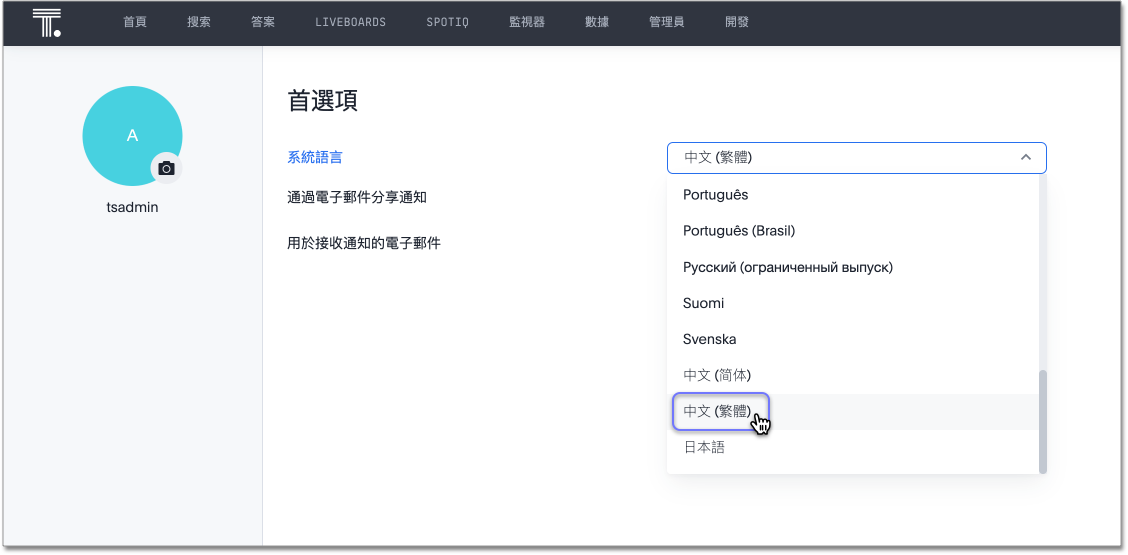 首頁 搜索 答案 LIVEBOARDS SPOTIQ 監視器 數據 管理員 開發
A
tsadmin
首選項
系統語言 中文 (繁體)
通過電子郵件分享通知
用於接收通知的電子郵件
Português
Português (Brasil)
Русский (ограниченный выпуск)
Suomi
Svenska
中文 (简体)
中文 (繁體)
日本語